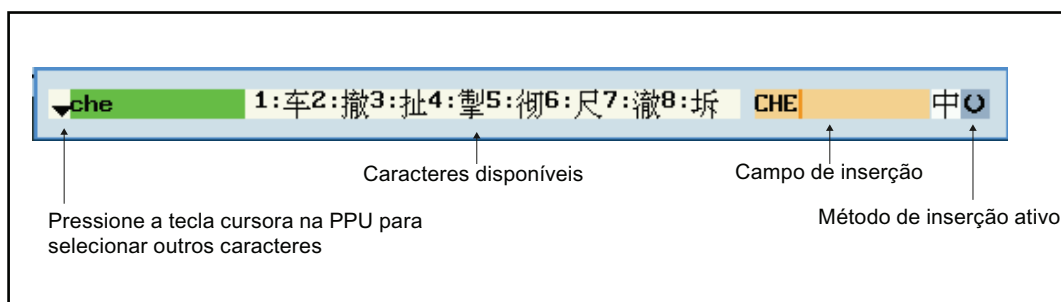 che 1:车2:撤3:扯4:掣5:彻6:尺7:澈8:坼 CHE 中
Caracteres disponíveis
Campo de inserção
Pressione a tecla cursora na PPU para
selecionar outros caracteres
Método de inserção ativo